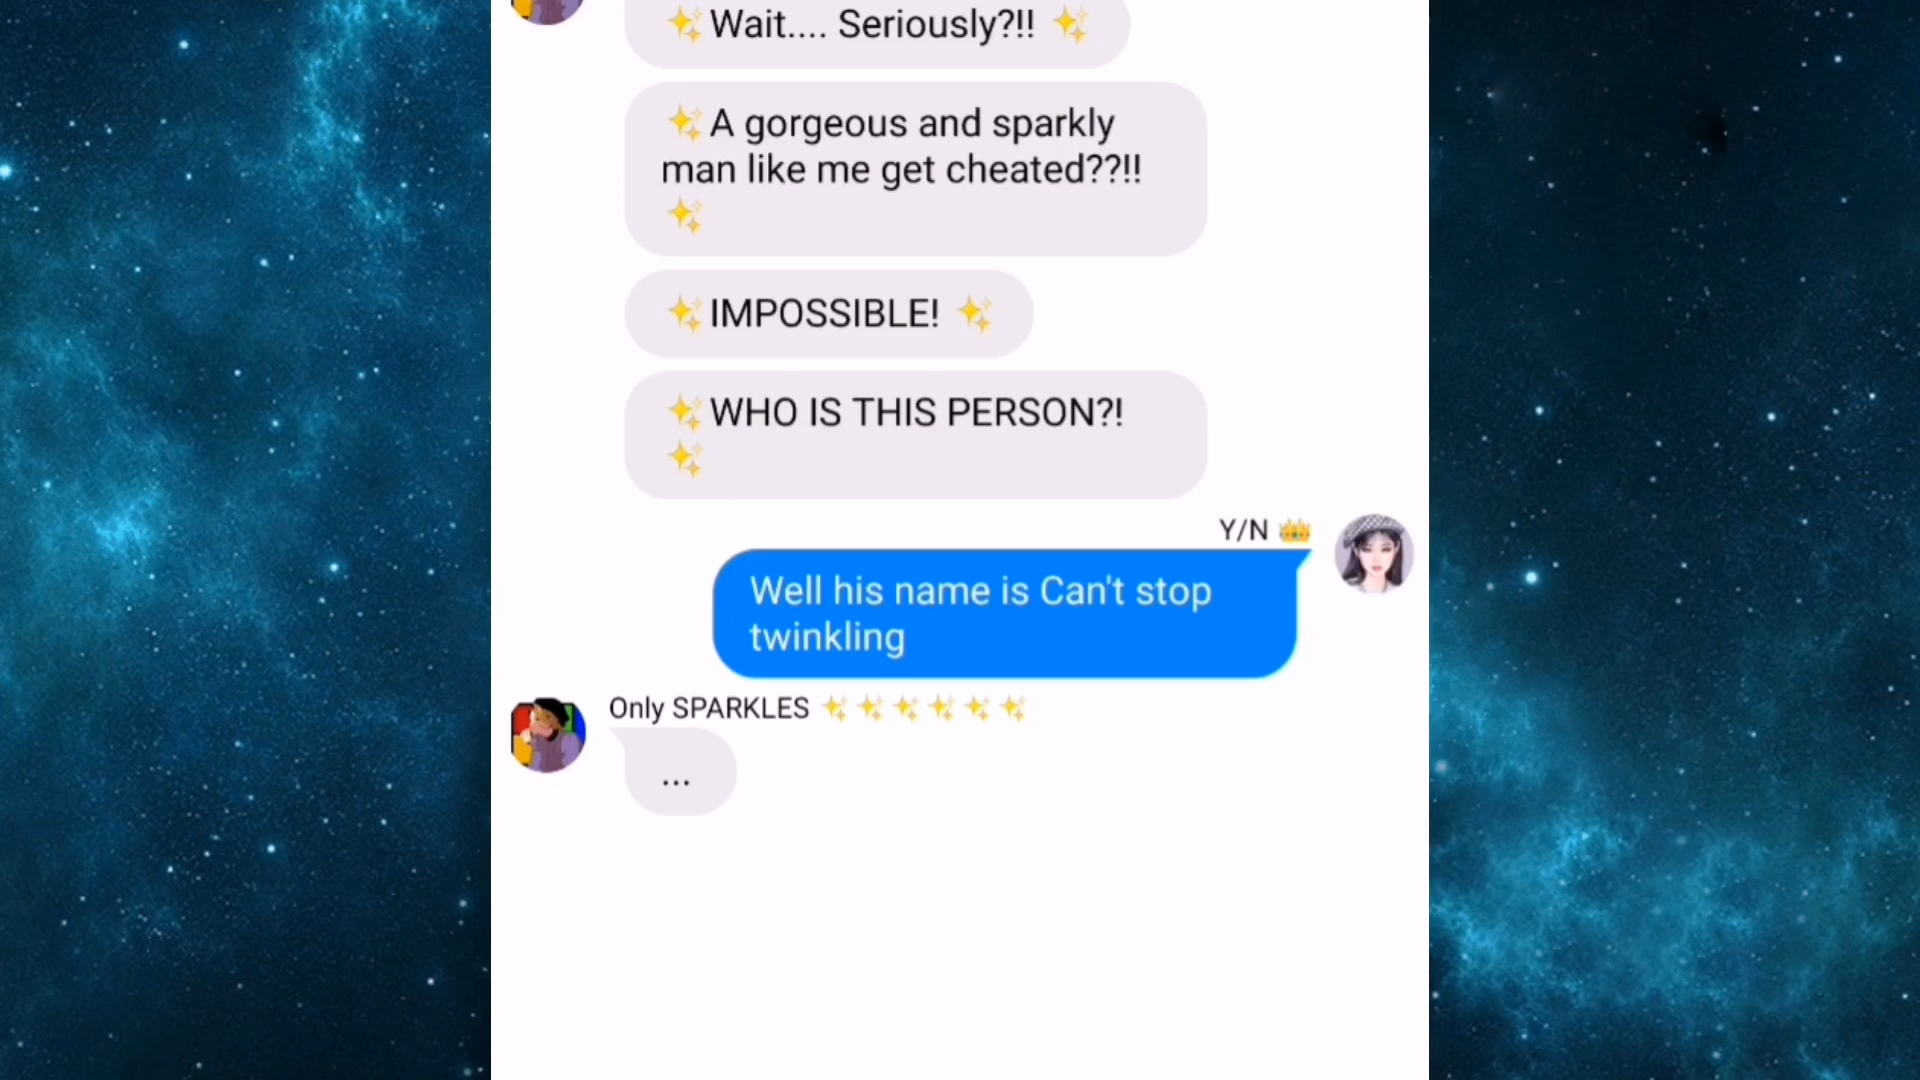 ✨Wait.... Seriously?!! ✨
✨A gorgeous and sparkly
man like me get cheated??!!
✨
✨IMPOSSIBLE! ✨
✨WHO IS THIS PERSON?!
✨
Y/N 👑
Well his name is Can't stop
twinkling
Only SPARKLES ✨✨✨✨✨✨
...